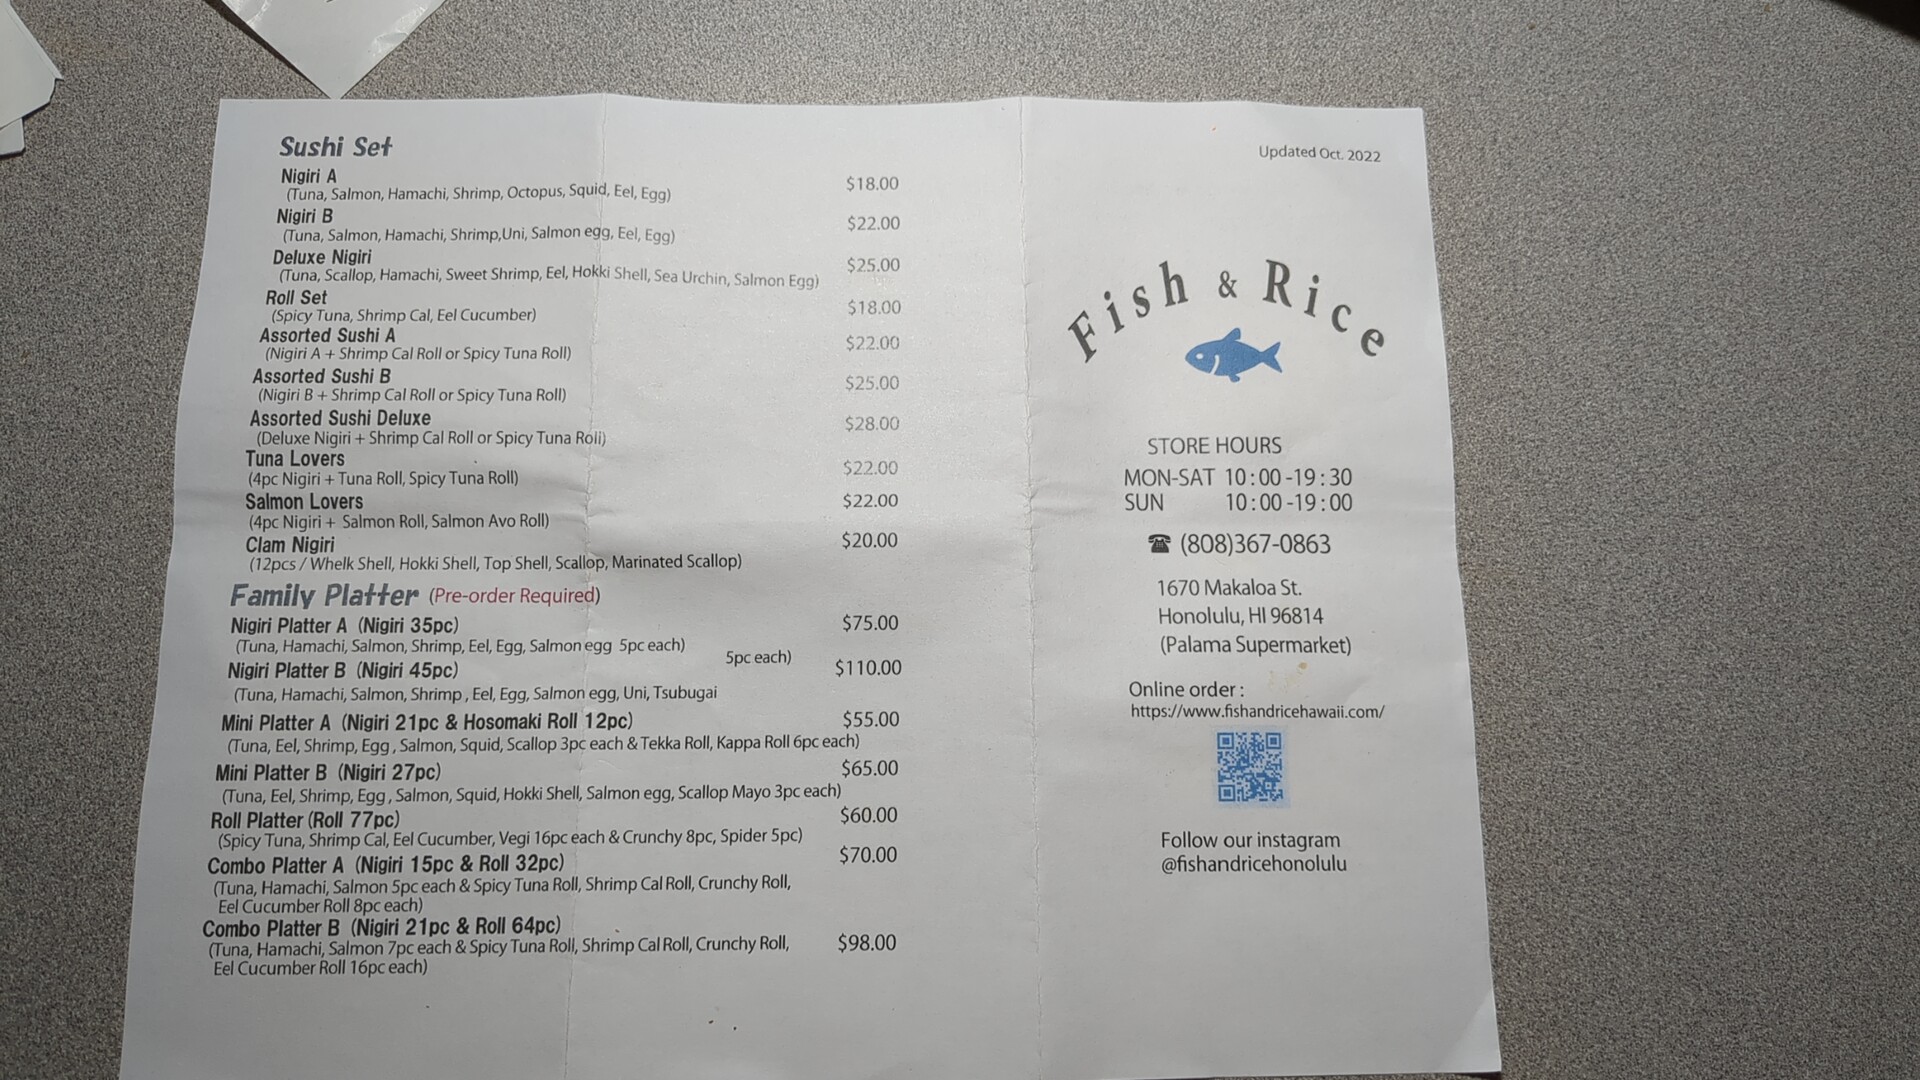 Sushi Set
Nigiri A $18.00
(Tuna, Salmon, Hamachi, Shrimp, Octopus, Squid, Eel, Egg)
Nigiri B $22.00
(Tuna, Salmon, Hamachi, Shrimp,Uni, Salmon egg, Eel, Egg)
Deluxe Nigiri $25.00
(Tuna, Scallop, Hamachi, Sweet Shrimp, Eel, Hokki Shell, Sea Urchin, Salmon Egg)
Roll Set $18.00
(Spicy Tuna, Shrimp Cal, Eel Cucumber)
Assorted Sushi A $22.00
(Nigiri A + Shrimp Cal Roll or Spicy Tuna Roll)
Assorted Sushi B $25.00
(Nigiri B + Shrimp Cal Roll or Spicy Tuna Roll)
Assorted Sushi Deluxe $28.00
(Deluxe Nigiri + Shrimp Cal Roll or Spicy Tuna Roll)
Tuna Lovers $22.00
(4pc Nigiri + Tuna Roll, Spicy Tuna Roll)
Salmon Lovers $22.00
(4pc Nigiri + Salmon Roll, Salmon Avo Roll)
Clam Nigiri $20.00
(12pcs / Whelk Shell, Hokki Shell, Top Shell, Scallop, Marinated Scallop)
Family Platter (Pre-order Required)
Nigiri Platter A (Nigiri 35pc) $75.00
(Tuna, Hamachi, Salmon, Shrimp, Eel, Egg, Salmon egg 5pc each)
5pc each)
Nigiri Platter B (Nigiri 45pc) $110.00
(Tuna, Hamachi, Salmon, Shrimp , Eel, Egg, Salmon egg, Uni, Tsubugai
Mini Platter A (Nigiri 21pc & Hosomaki Roll 12pc) $55.00
(Tuna, Eel, Shrimp, Egg , Salmon, Squid, Scallop 3pc each & Tekka Roll, Kappa Roll 6pc each)
Mini Platter B (Nigiri 27pc) $65.00
(Tuna, Eel, Shrimp, Egg , Salmon, Squid, Hokki Shell, Salmon egg, Scallop Mayo 3pc each)
Roll Platter (Roll 77pc) $60.00
(Spicy Tuna, Shrimp Cal, Eel Cucumber, Vegi 16pc each & Crunchy 8pc, Spider 5pc)
Combo Platter A (Nigiri 15pc & Roll 32pc) $70.00
(Tuna, Hamachi, Salmon 5pc each & Spicy Tuna Roll, Shrimp Cal Roll, Crunchy Roll,
Eel Cucumber Roll 8pc each)
Combo Platter B (Nigiri 21pc & Roll 64pc)
(Tuna, Hamachi, Salmon 7pc each & Spicy Tuna Roll, Shrimp Cal Roll, Crunchy Roll, $98.00
Eel Cucumber Roll 16pc each)
Updated Oct. 2022
Fish & Rice
STORE HOURS
MON-SAT 10:00-19:30
SUN 10:00-19:00
☎ (808)367-0863
1670 Makaloa St.
Honolulu, HI 96814
(Palama Supermarket)
Online order :
https://www.fishandricehawaii.com/
Follow our instagram
@fishandricehonolulu